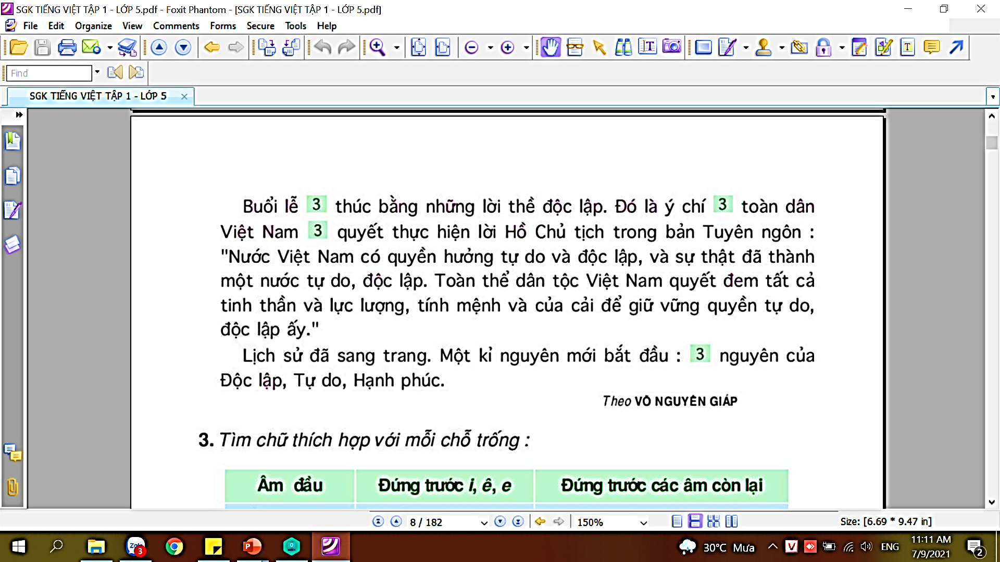 SGK TIẾNG VIỆT TẬP 1 - LỚP 5.pdf - Foxit Phantom - [SGK TIẾNG VIỆT TẬP 1 - LỚP 5.pdf]
File Edit Organize View Comments Forms Secure Tools Help
Find
SGK TIẾNG VIỆT TẬP 1 - LỚP 5
Buổi lễ 3 thúc bằng những lời thề độc lập. Đó là ý chí 3 toàn dân
Việt Nam 3 quyết thực hiện lời Hồ Chủ tịch trong bản Tuyên ngôn :
"Nước Việt Nam có quyền hưởng tự do và độc lập, và sự thật đã thành
một nước tự do, độc lập. Toàn thể dân tộc Việt Nam quyết đem tất cả
tinh thần và lực lượng, tính mệnh và của cải để giữ vững quyền tự do,
độc lập ấy."
Lịch sử đã sang trang. Một kỉ nguyên mới bắt đầu : 3 nguyên của
Độc lập, Tự do, Hạnh phúc.
Theo VÕ NGUYÊN GIÁP
3. Tìm chữ thích hợp với mỗi chỗ trống :
Âm đầu Đứng trước i, ê, e Đứng trước các âm còn lại
8 / 182 150% Size: [6.69 * 9.47 in]
Zalo 3 30°C Mưa ENG 11:11 AM
7/9/2021 2